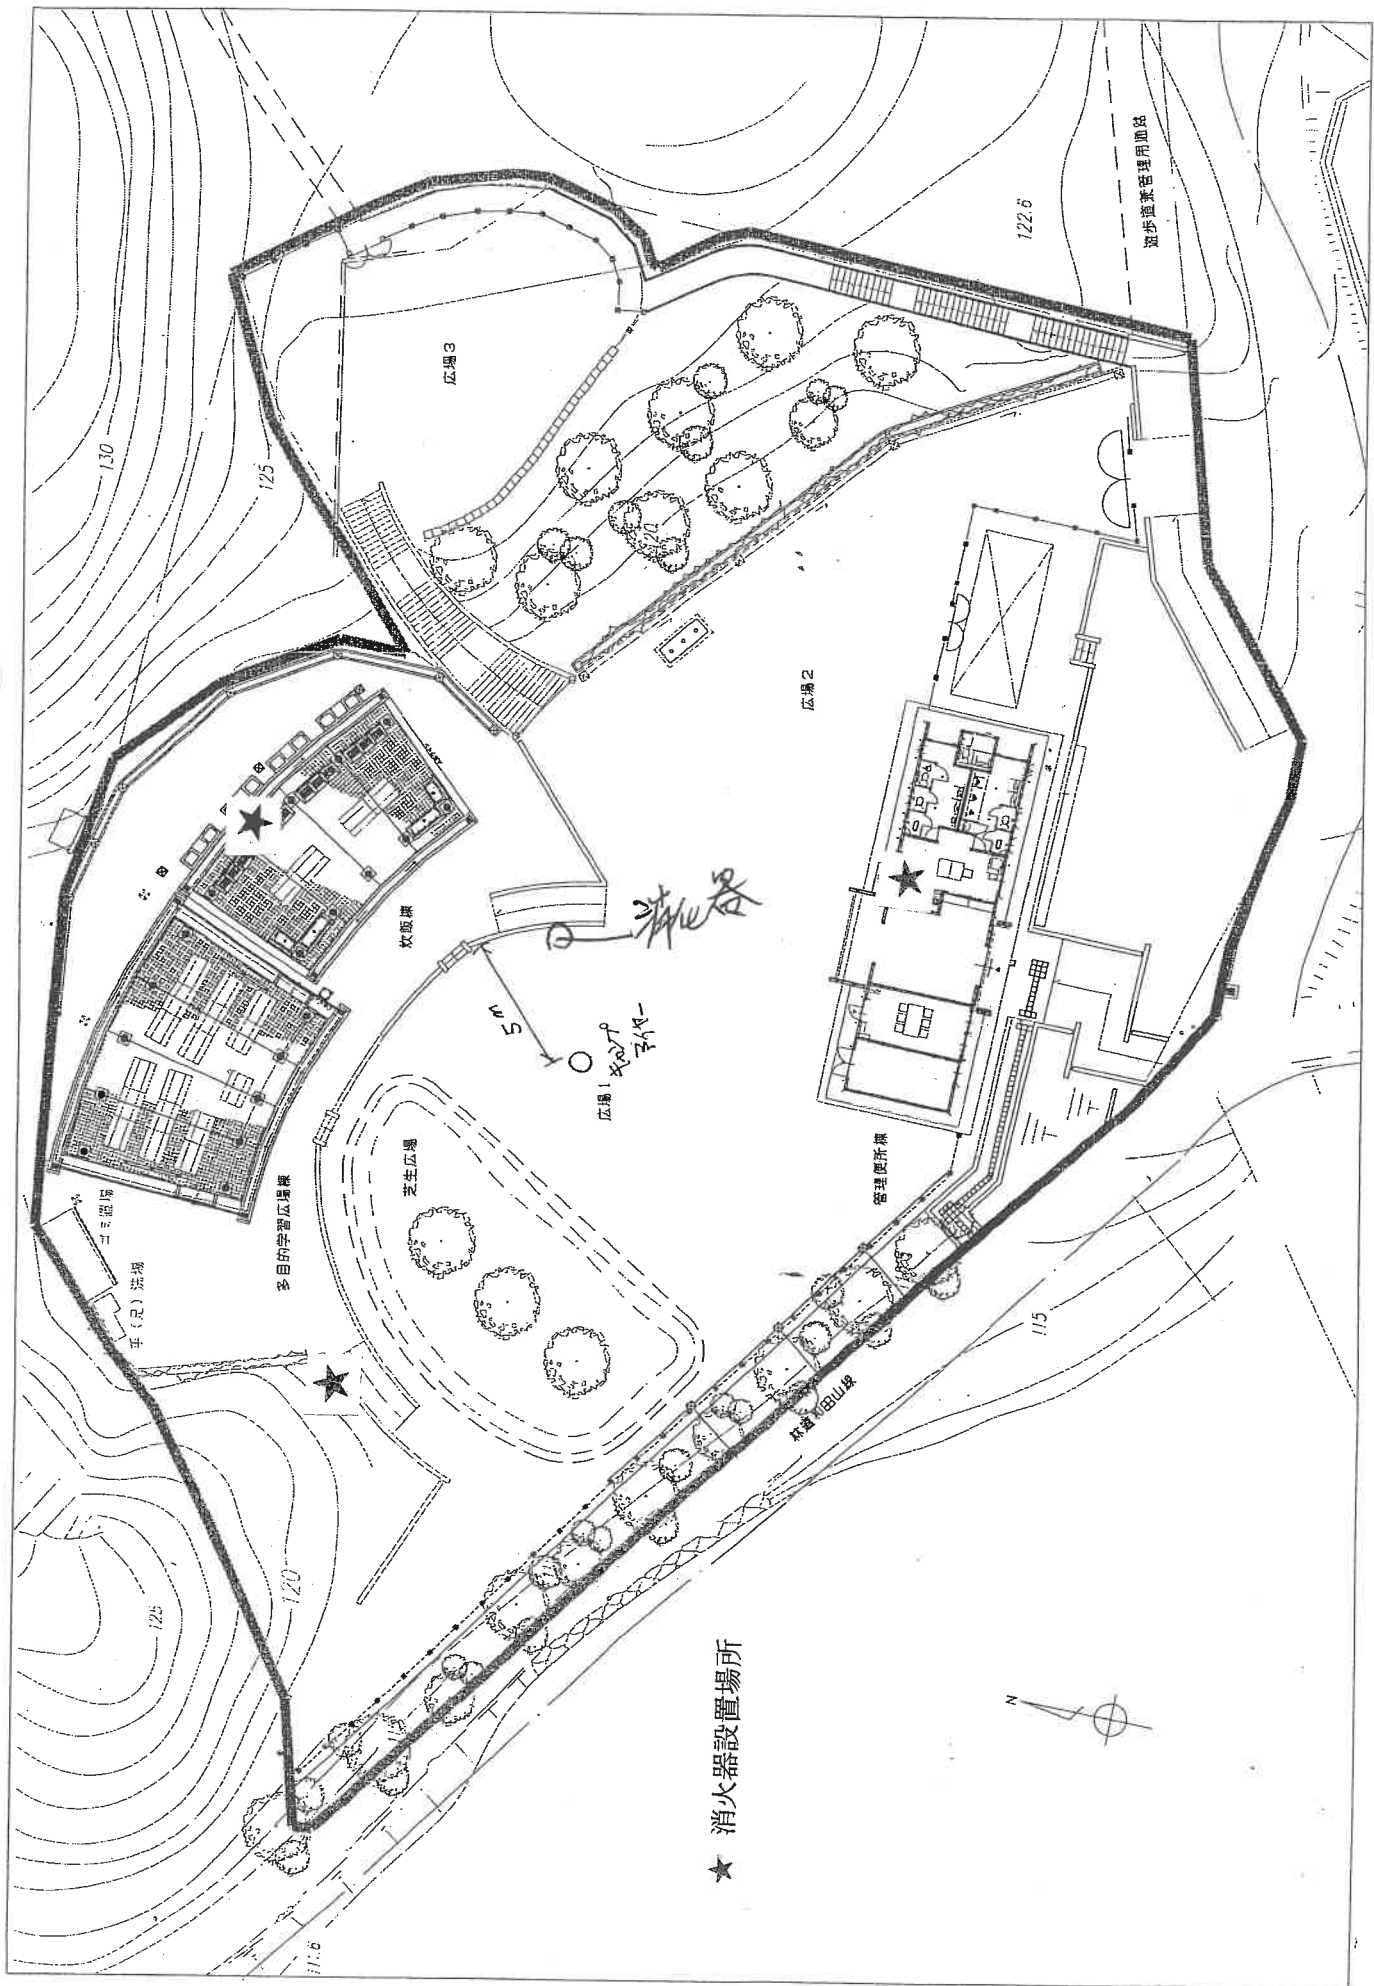 遊歩道兼管理用通路
122.6
130
125
広場3
120
広場2
炊飯棟
消化器
5m
広場1
キャンプ
ファイヤー
芝生広場
管理便所棟
多目的学習広場棟
ゴミ置場
手(足)洗場
115
120
125
N
★ 消火器設置場所